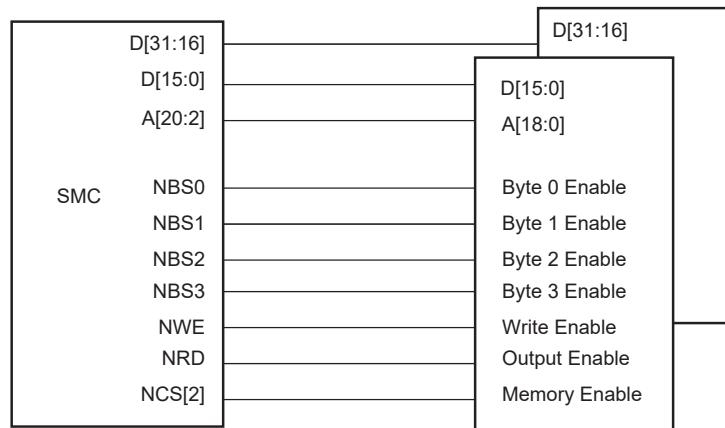 D[31:16] D[31:16]
D[15:0] D[15:0]
A[20:2] A[18:0]
SMC
NBS0 Byte 0 Enable
NBS1 Byte 1 Enable
NBS2 Byte 2 Enable
NBS3 Byte 3 Enable
NWE Write Enable
NRD Output Enable
NCS[2] Memory Enable